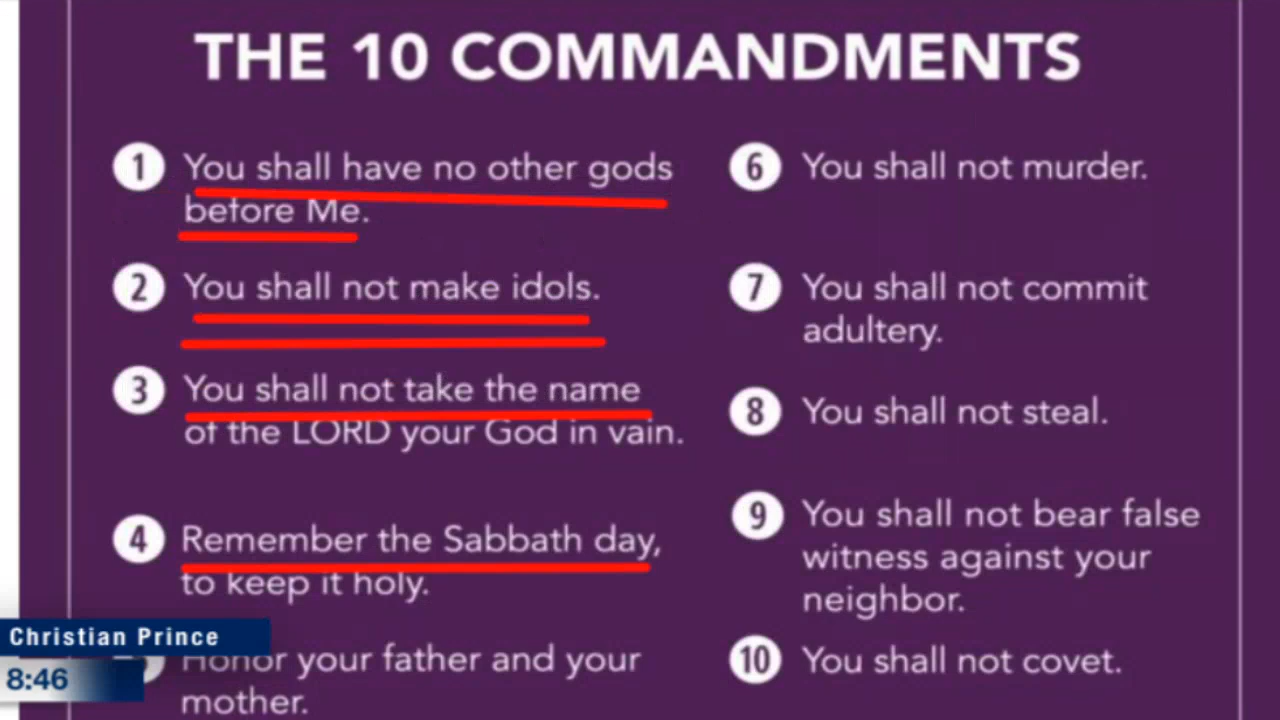 THE 10 COMMANDMENTS
1 You shall have no other gods
before Me.
2 You shall not make idols.
3 You shall not take the name
of the LORD your God in vain.
4 Remember the Sabbath day,
to keep it holy.
Honor your father and your
mother.
6 You shall not murder.
7 You shall not commit
adultery.
8 You shall not steal.
9 You shall not bear false
witness against your
neighbor.
10 You shall not covet.
Christian Prince
8:46